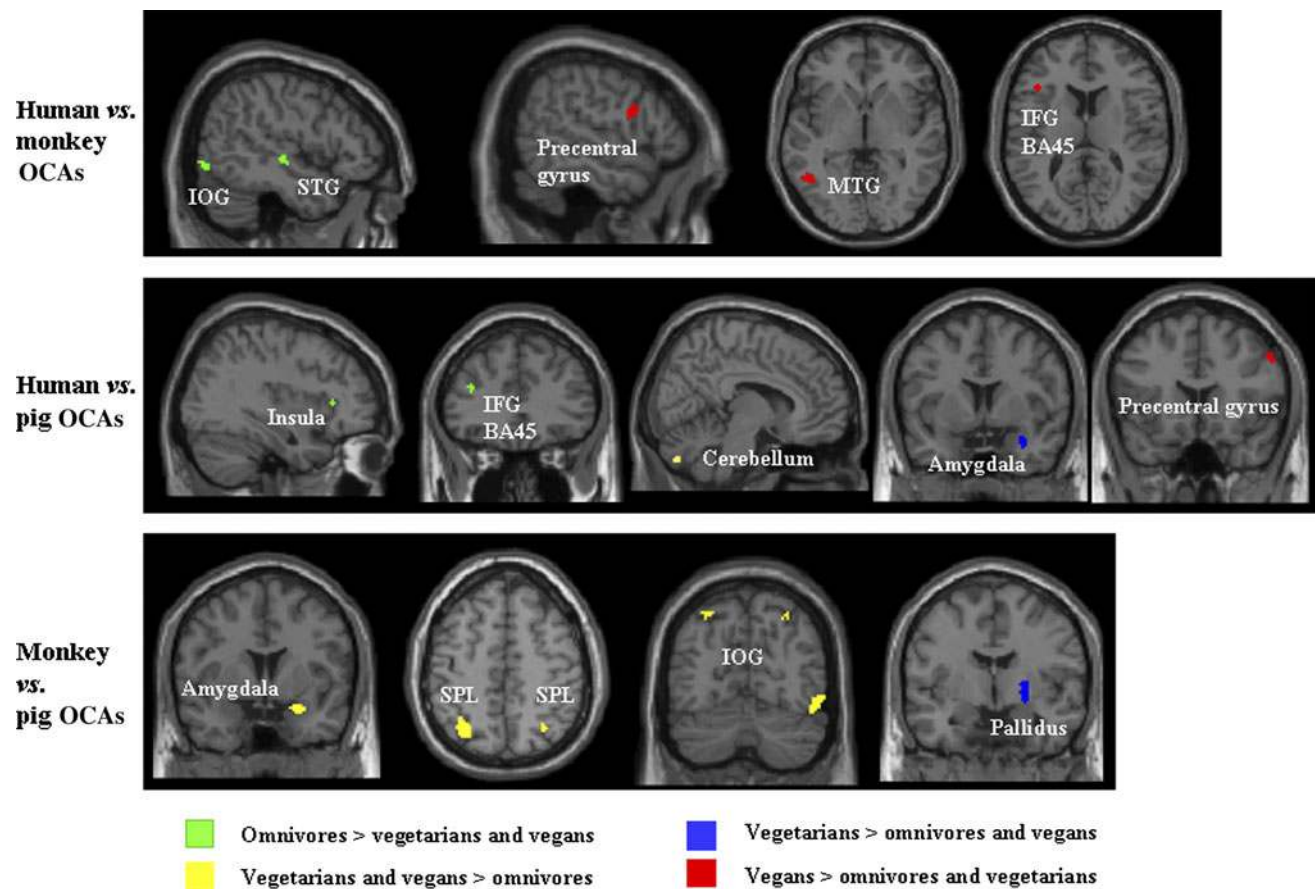 Human vs.
monkey
OCAs
IOG
STG
Precentral
gyrus
MTG
IFG
BA45
Human vs.
pig OCAs
Insula
IFG
BA45
Cerebellum
Amygdala
Precentral gyrus
Monkey
vs.
pig OCAs
Amygdala
SPL
SPL
IOG
Pallidus
Omnivores > vegetarians and vegans
Vegetarians > omnivores and vegans
Vegetarians and vegans > omnivores
Vegans > omnivores and vegetarians